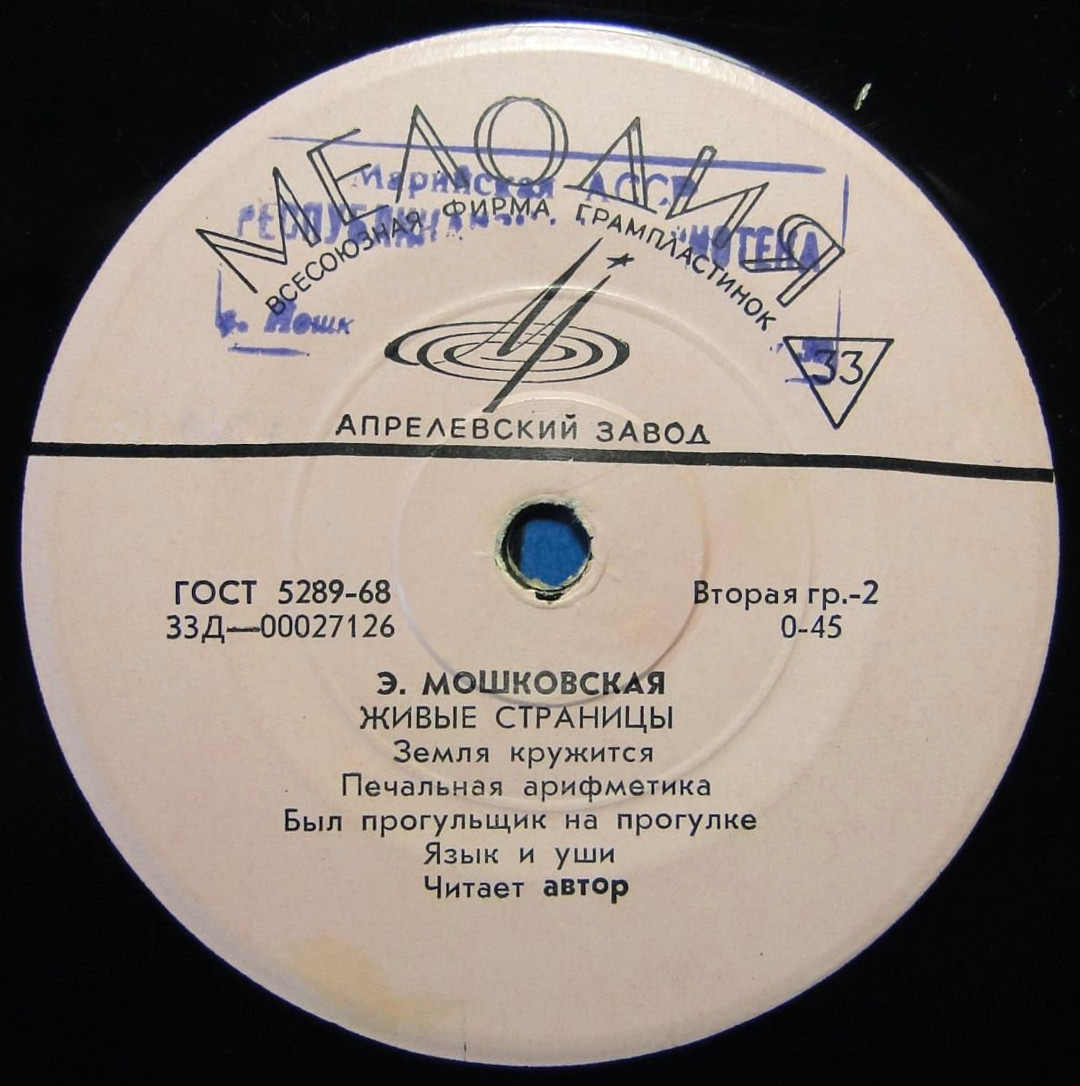 МЕЛОДИЯ
Марийская АССР
ВСЕСОЮЗНАЯ ФИРМА ГРАМПЛАСТИНОК
33
АПРЕЛЕВСКИЙ ЗАВОД
ГОСТ 5289-68
33Д—00027126
Вторая гр.-2
0-45
Э. МОШКОВСКАЯ
ЖИВЫЕ СТРАНИЦЫ
Земля кружится
Печальная арифметика
Был прогульщик на прогулке
Язык и уши
Читает автор